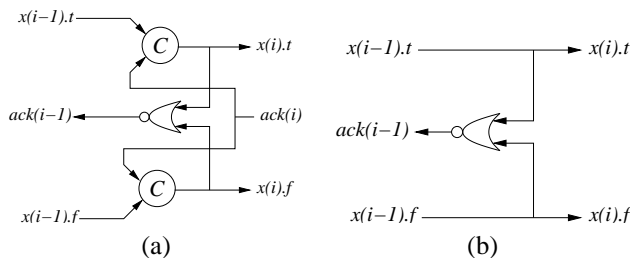 x(i−1).t
C
x(i).t
ack(i−1)
ack(i)
C
x(i−1).f
x(i).f
(a)
x(i−1).t
x(i).t
ack(i−1)
x(i−1).f
x(i).f
(b)